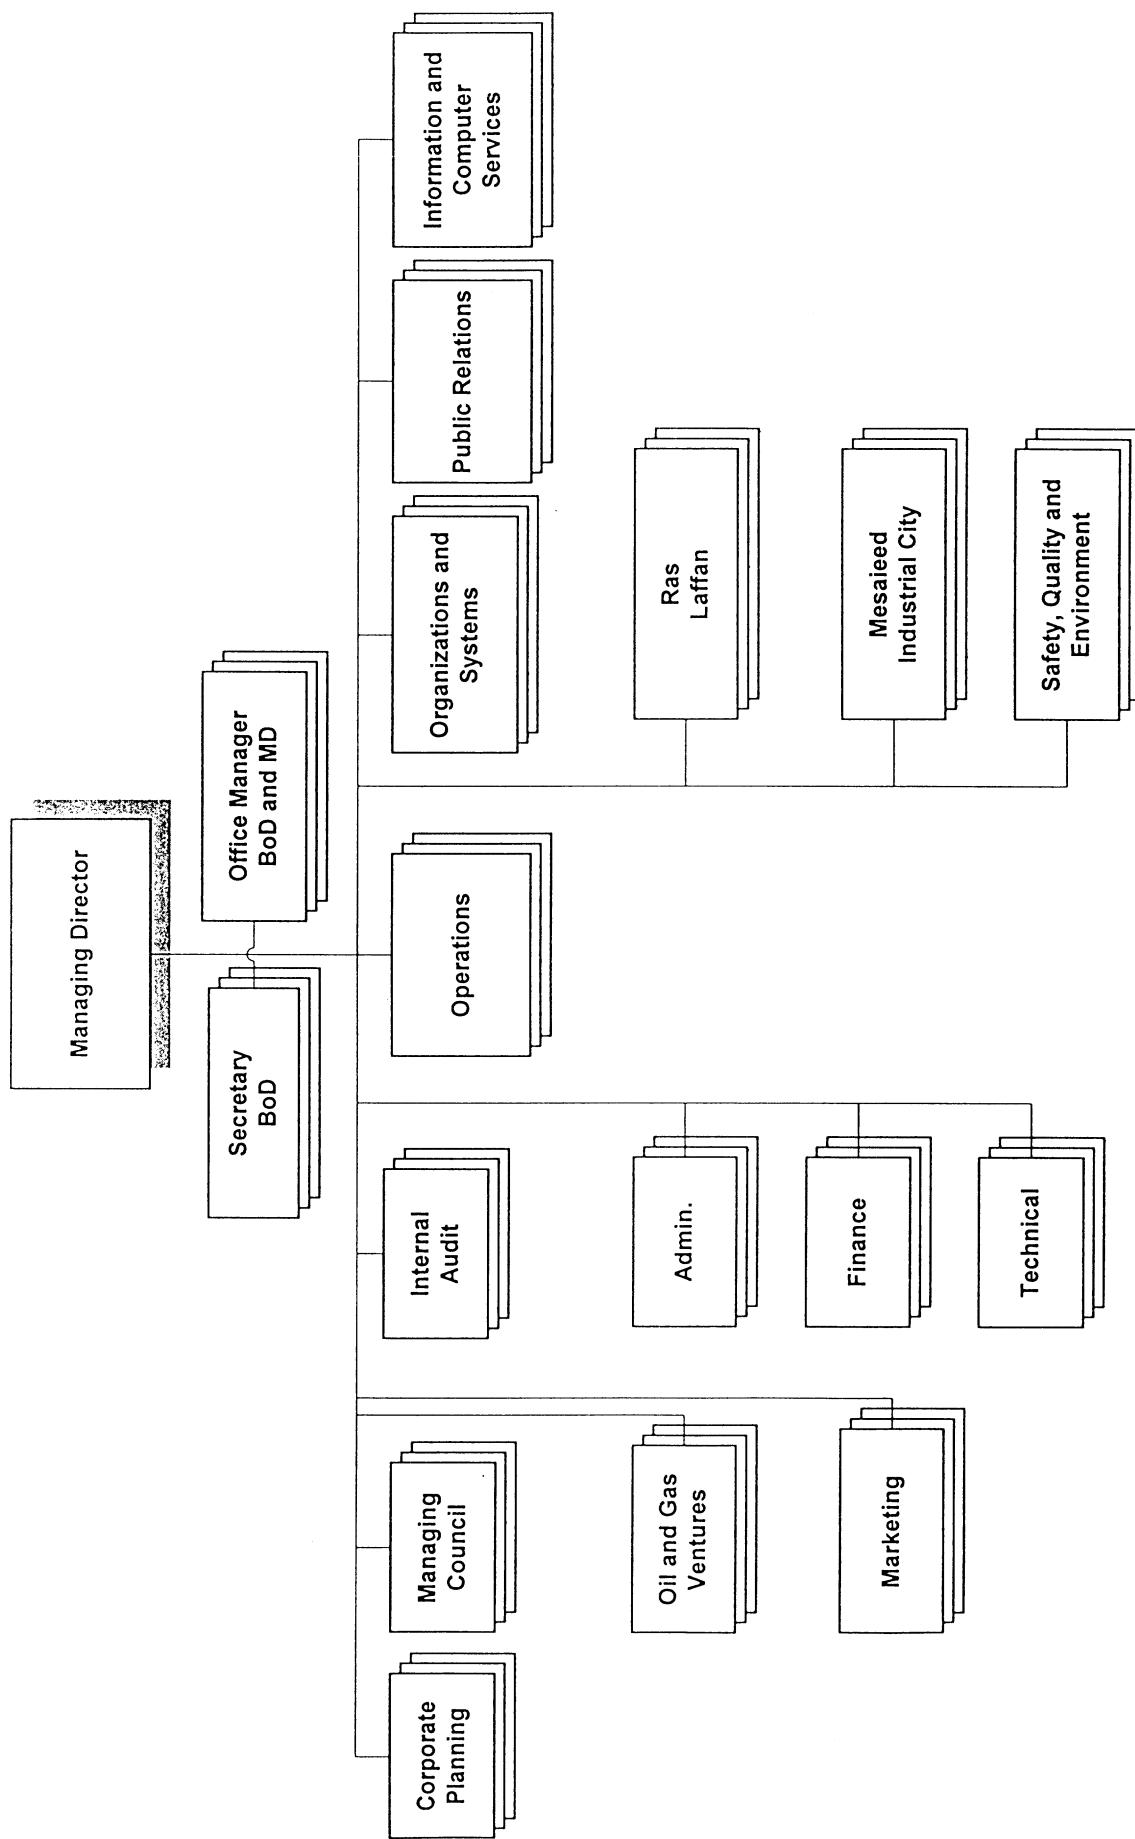 Managing Director
Secretary
BoD
Office Manager
BoD and MD
Corporate
Planning
Managing
Council
Internal
Audit
Operations
Organizations and
Systems
Public Relations
Information and
Computer
Services
Oil and Gas
Ventures
Admin.
Ras
Laffan
Marketing
Finance
Mesaieed
Industrial City
Technical
Safety, Quality and
Environment